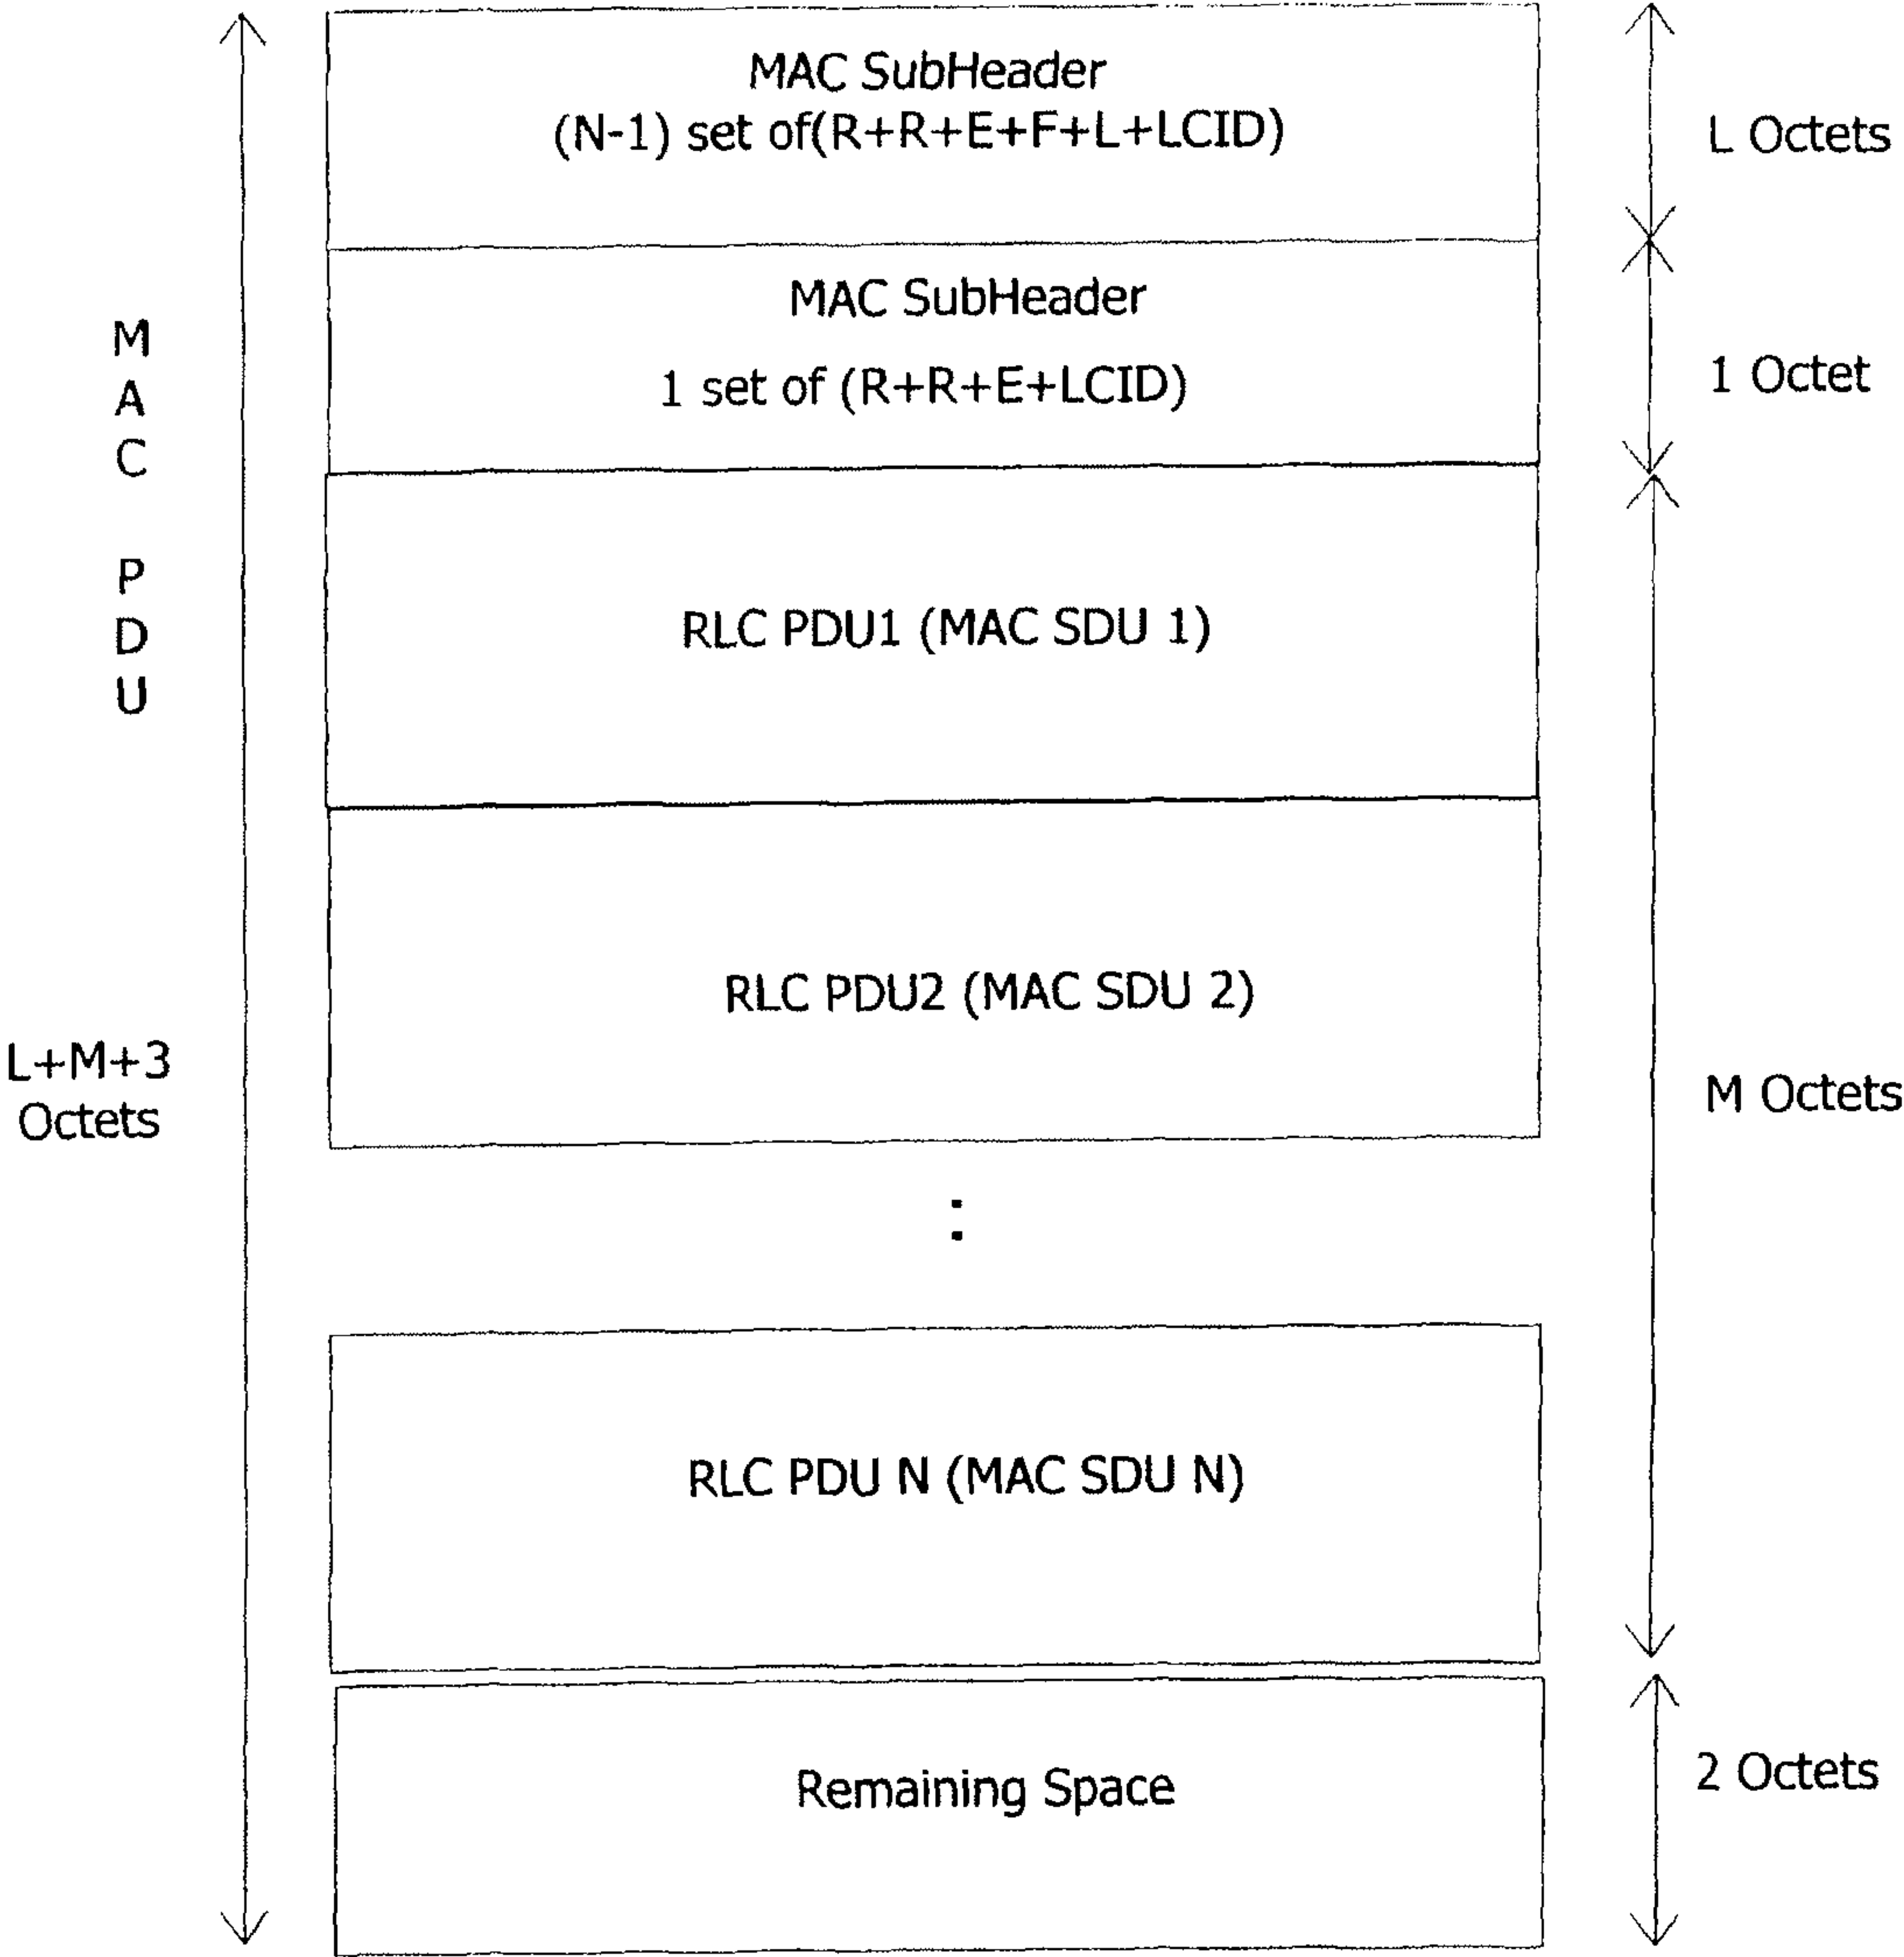 MAC SubHeader
(N-1) set of(R+R+E+F+L+LCID)
L Octets
MAC SubHeader
1 set of (R+R+E+LCID)
1 Octet
M
A
C
P
D
U
RLC PDU1 (MAC SDU 1)
RLC PDU2 (MAC SDU 2)
L+M+3
Octets
M Octets
:
RLC PDU N (MAC SDU N)
Remaining Space
2 Octets